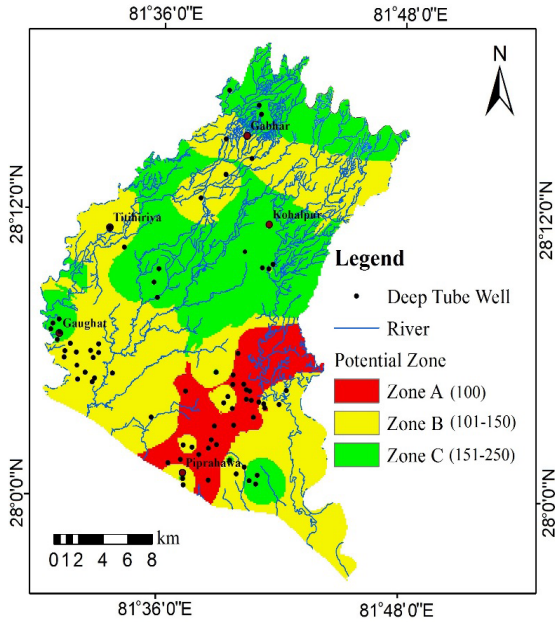 81°36'0"E
81°48'0"E
N
Gabhar
28°12'0"N
28°12'0"N
Titihiriya
Kohalpur
Legend
Deep Tube Well
River
Gaughat
Potential Zone
Zone A (100)
Zone B (101-150)
Zone C (151-250)
Piprahawa
28°0'0"N
28°0'0"N
km
0 1 2 4 6 8
81°36'0"E
81°48'0"E